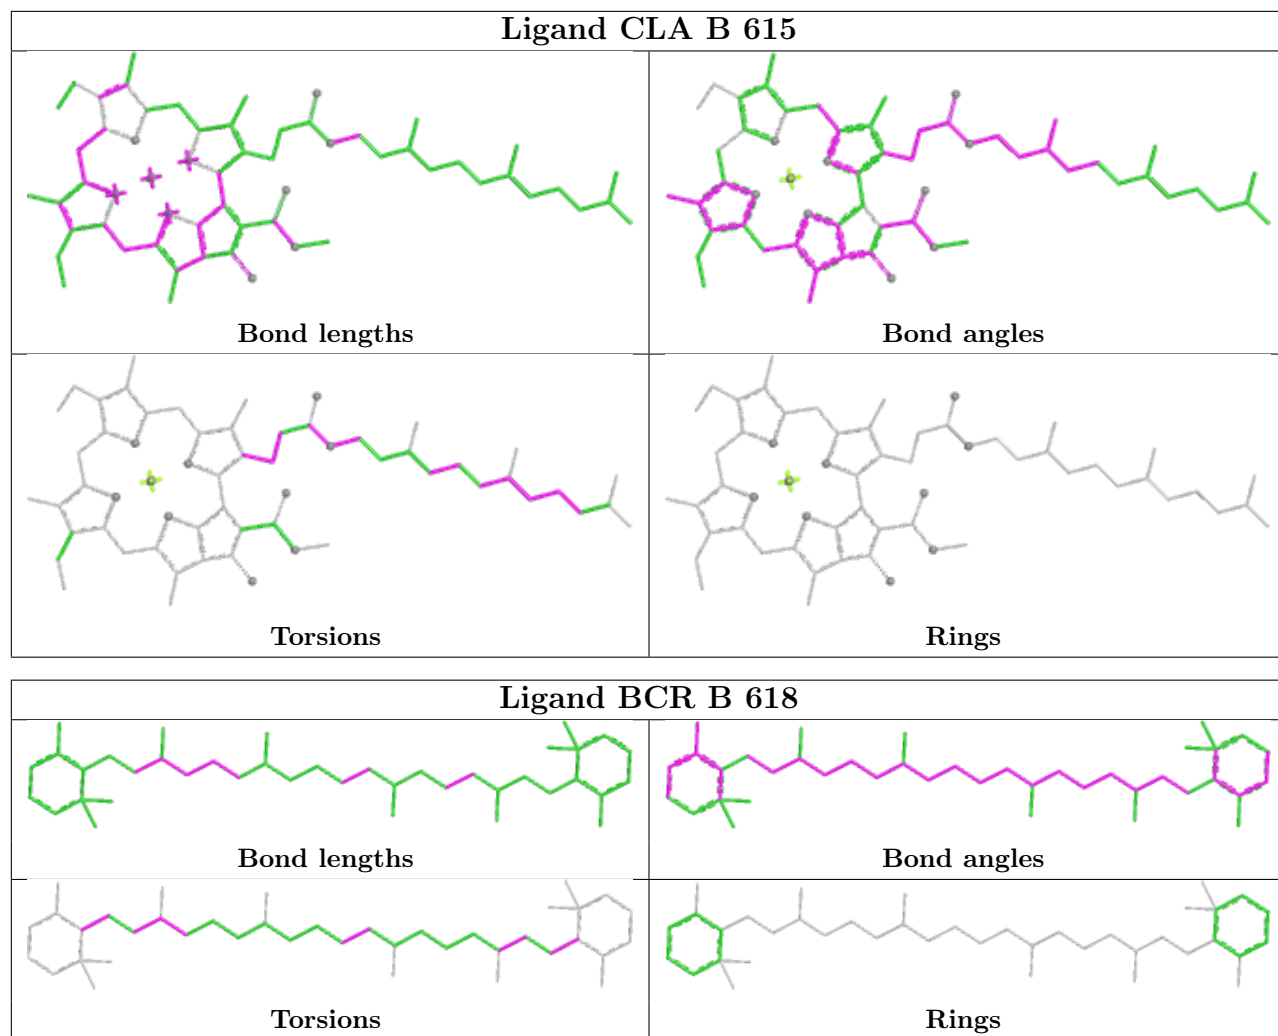 Ligand CLA B 615
Bond lengths
Bond angles
Torsions
Rings
Ligand BCR B 618
Bond lengths
Bond angles
Torsions
Rings